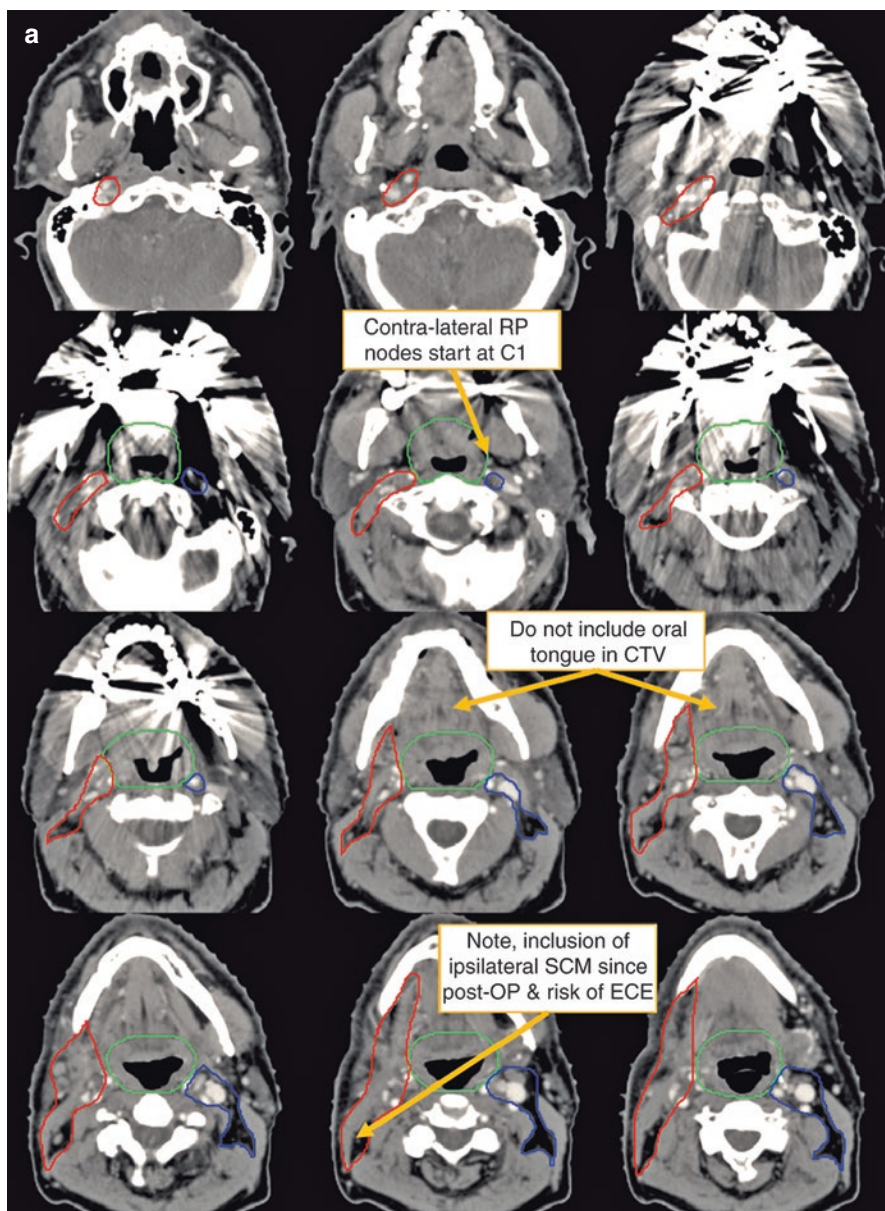 a
Contra-lateral RP
nodes start at C1
Do not include oral
tongue in CTV
Note, inclusion of
ipsilateral SCM since
post-OP & risk of ECE